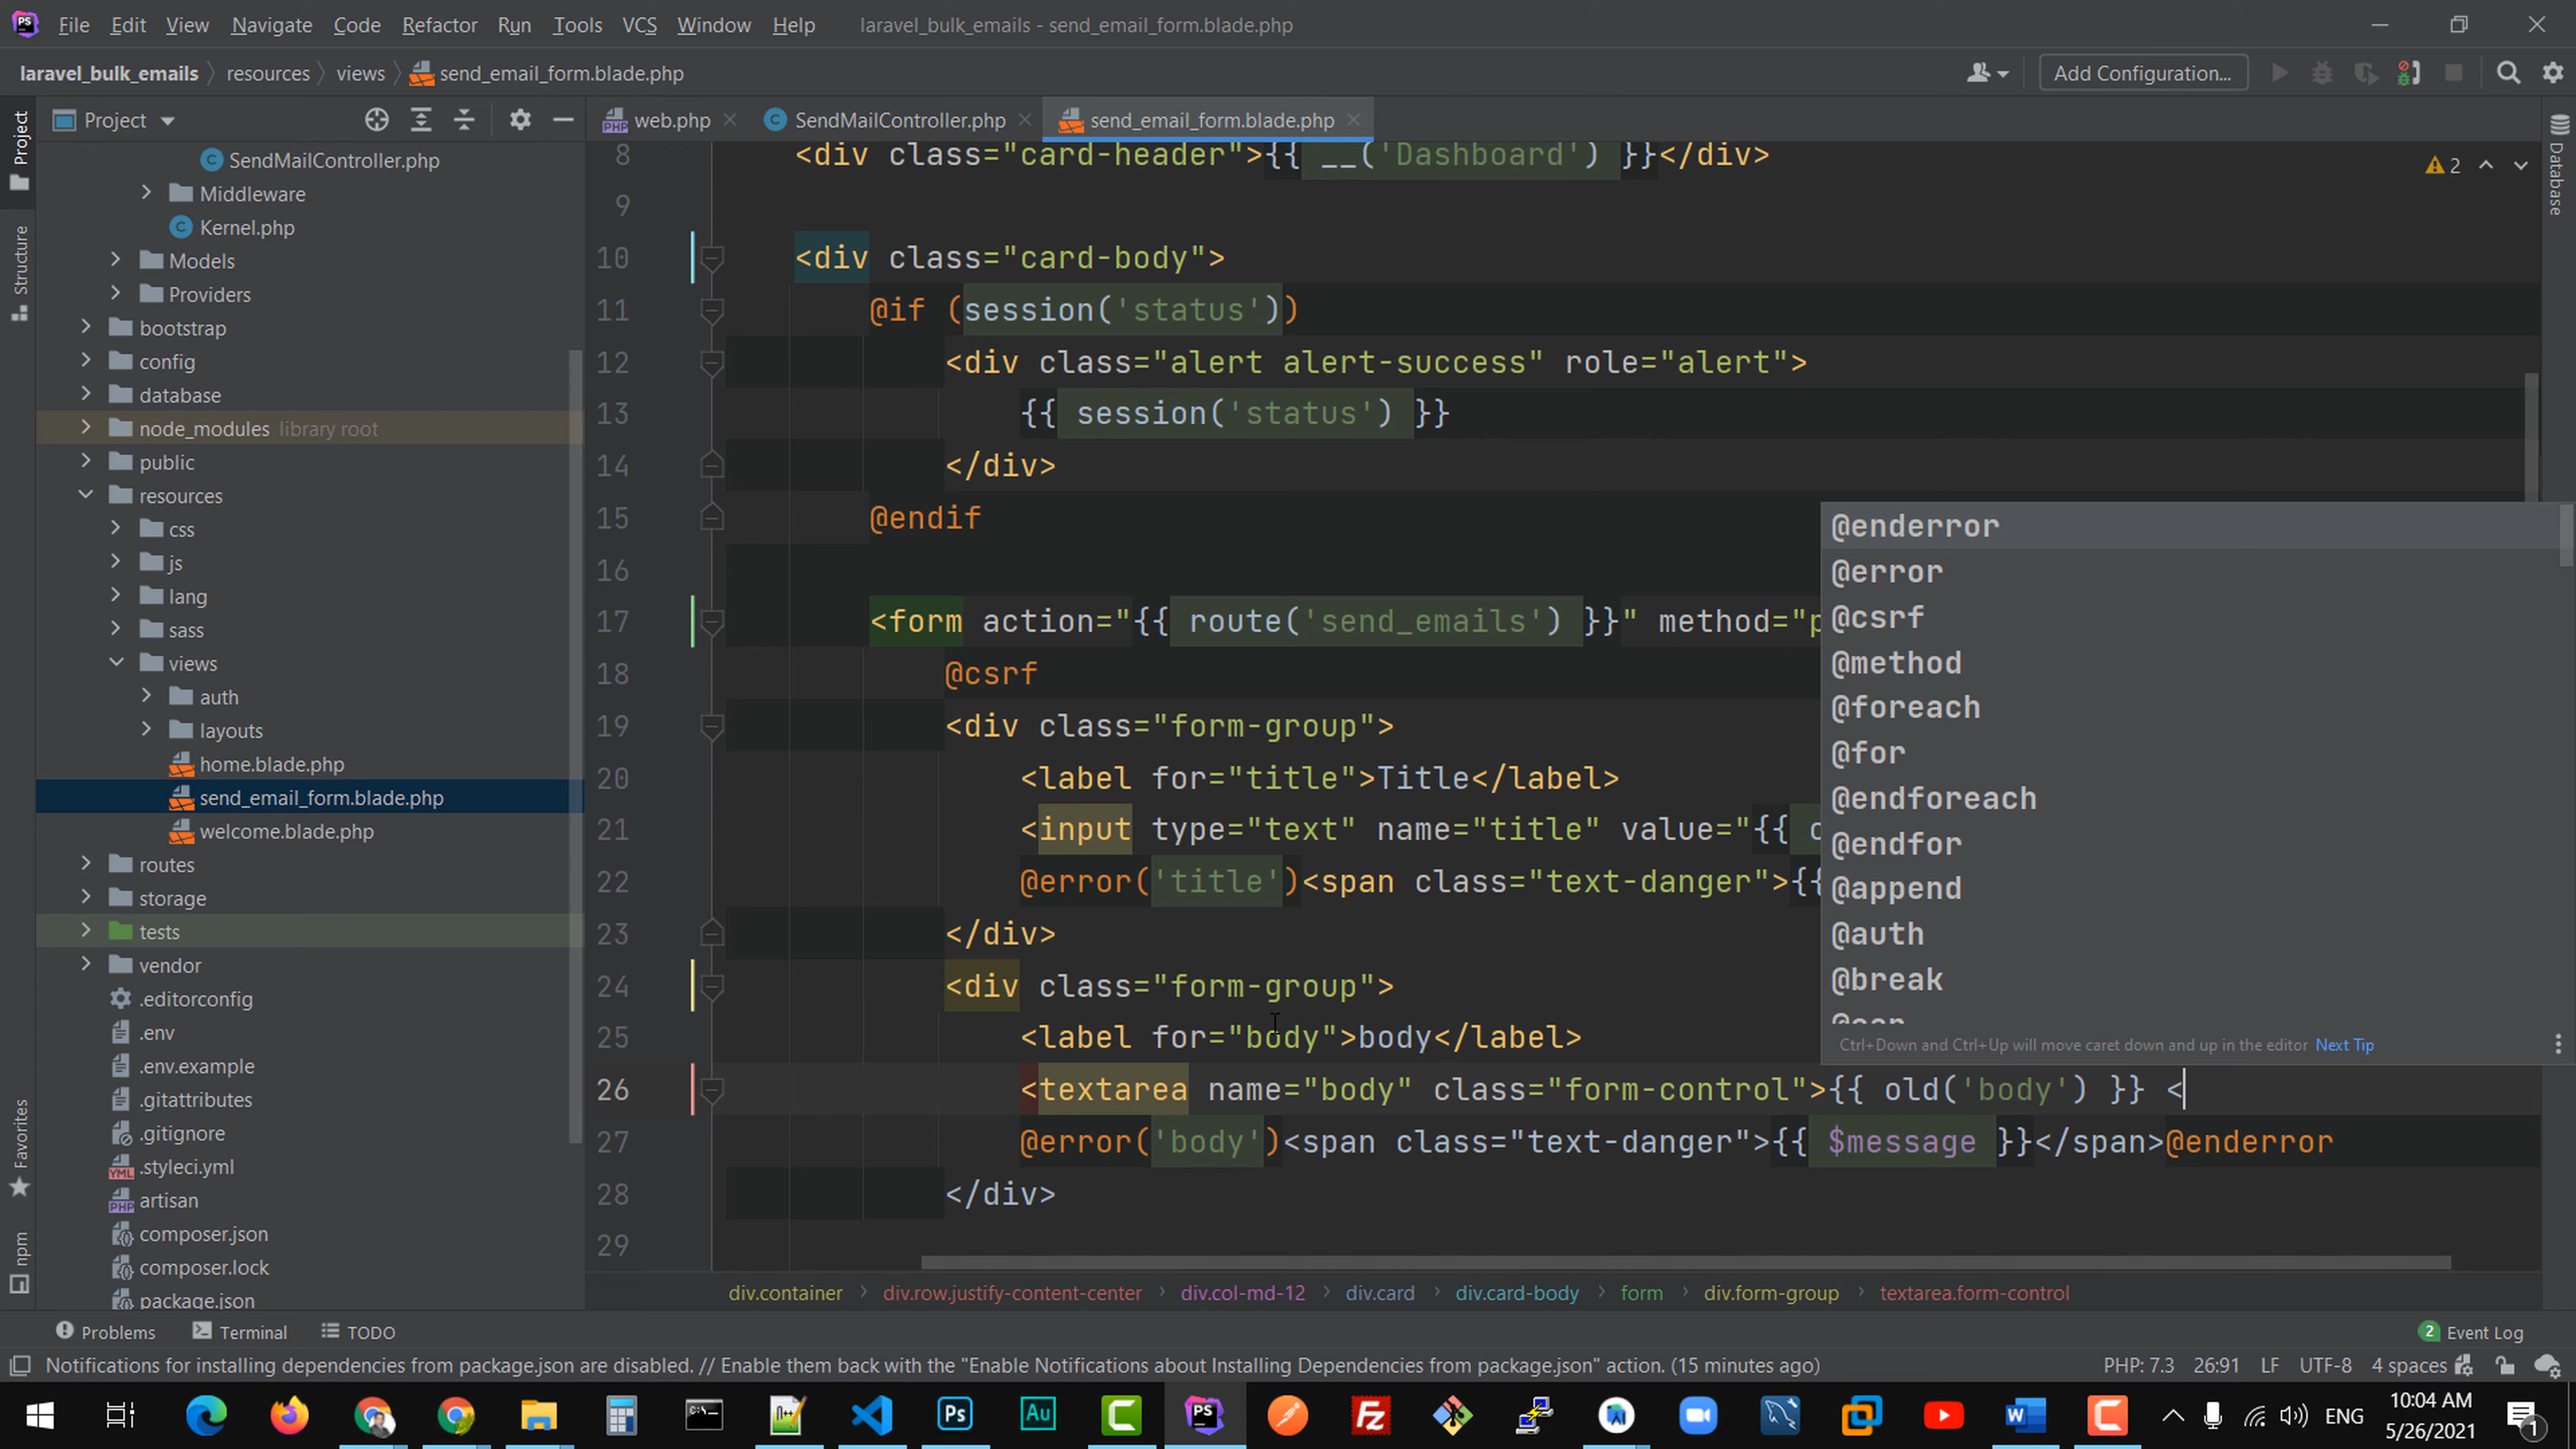 PS File Edit View Navigate Code Refactor Run Tools VCS Window Help laravel_bulk_emails - send_email_form.blade.php
laravel_bulk_emails resources views send_email_form.blade.php Add Configuration...
Project web.php SendMailController.php send_email_form.blade.php
Project
Structure
Favorites
npm
Database
SendMailController.php
Middleware
Kernel.php
Models
Providers
bootstrap
config
database
node_modules library root
public
resources
css
js
lang
sass
views
auth
layouts
home.blade.php
send_email_form.blade.php
welcome.blade.php
routes
storage
tests
vendor
.editorconfig
.env
.env.example
.gitattributes
.gitignore
.styleci.yml
artisan
composer.json
composer.lock
package.json
2
8 <div class="card-header">{{ __('Dashboard') }}</div>
9
10 <div class="card-body">
11 @if (session('status'))
12 <div class="alert alert-success" role="alert">
13 {{ session('status') }}
14 </div>
15 @endif
16
17 <form action="{{ route('send_emails') }}" method="p
18 @csrf
19 <div class="form-group">
20 <label for="title">Title</label>
21 <input type="text" name="title" value="{{ o
22 @error('title')<span class="text-danger">{{
23 </div>
24 <div class="form-group">
25 <label for="body">body</label>
26 <textarea name="body" class="form-control">{{ old('body') }} <
27 @error('body')<span class="text-danger">{{ $message }}</span>@enderror
28 </div>
29
@enderror
@error
@csrf
@method
@foreach
@for
@endforeach
@endfor
@append
@auth
@break
Ctrl+Down and Ctrl+Up will move caret down and up in the editor Next Tip
div.container div.row.justify-content-center div.col-md-12 div.card div.card-body form div.form-group textarea.form-control
Problems Terminal TODO 2 Event Log
Notifications for installing dependencies from package.json are disabled. // Enable them back with the "Enable Notifications about Installing Dependencies from package.json" action. (15 minutes ago) PHP: 7.3 26:91 LF UTF-8 4 spaces
Ps Au PS ENG 10:04 AM
5/26/2021 1